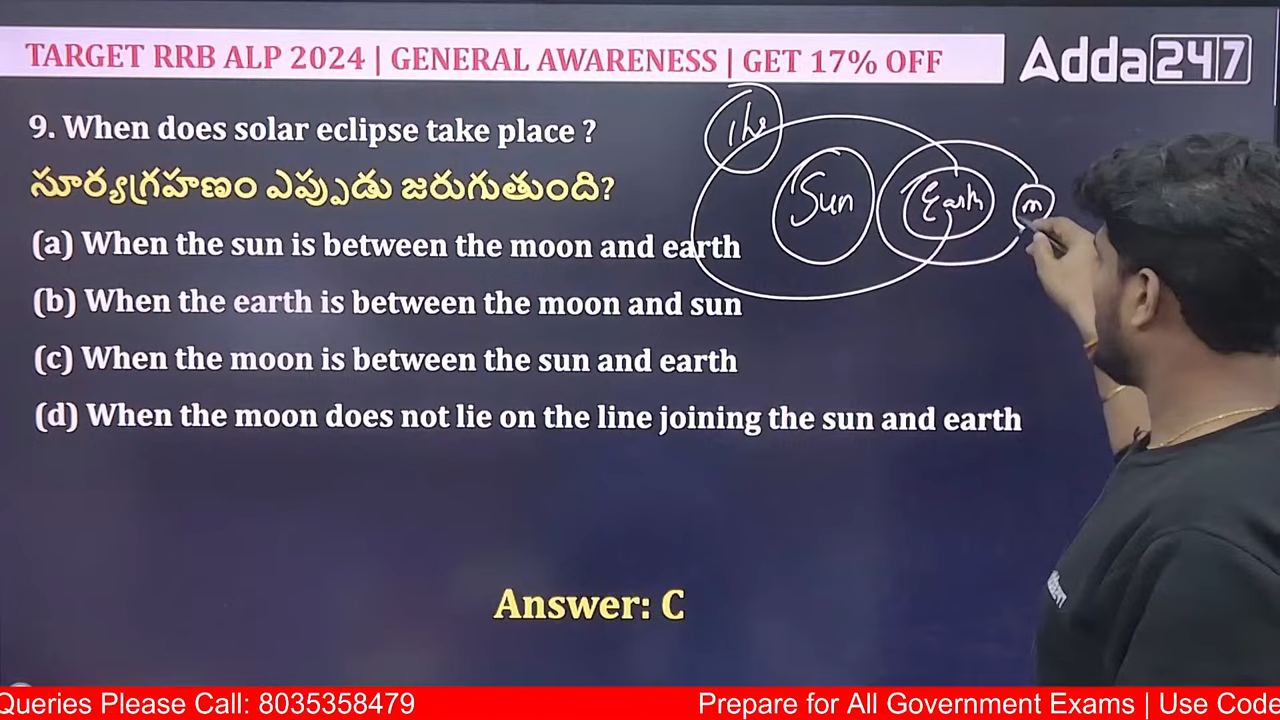 TARGET RRB ALP 2024 | GENERAL AWARENESS | GET 17% OFF
Adda247
9. When does solar eclipse take place ?
సూర్యగ్రహణం ఎప్పుడు జరుగుతుంది?
(a) When the sun is between the moon and earth
(b) When the earth is between the moon and sun
(c) When the moon is between the sun and earth
(d) When the moon does not lie on the line joining the sun and earth
1hr
Sun
Earth
m
Answer: C
Queries Please Call: 8035358479
Prepare for All Government Exams | Use Code